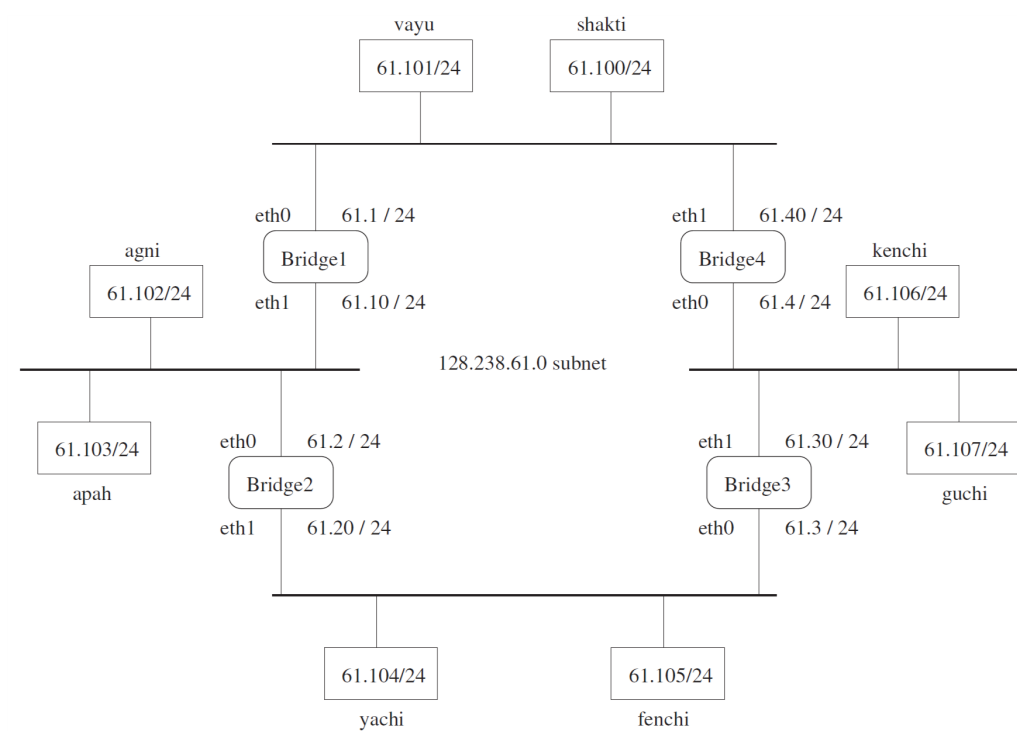 vayu shakti
61.101/24 61.100/24
eth0 61.1 / 24 eth1 61.40 / 24
agni Bridge1 Bridge4 kenchi
61.102/24 eth1 61.10 / 24 eth0 61.4 / 24 61.106/24
128.238.61.0 subnet
61.103/24 eth0 61.2 / 24 eth1 61.30 / 24 61.107/24
apah Bridge2 Bridge3 guchi
eth1 61.20 / 24 eth0 61.3 / 24
61.104/24 61.105/24
yachi fenchi